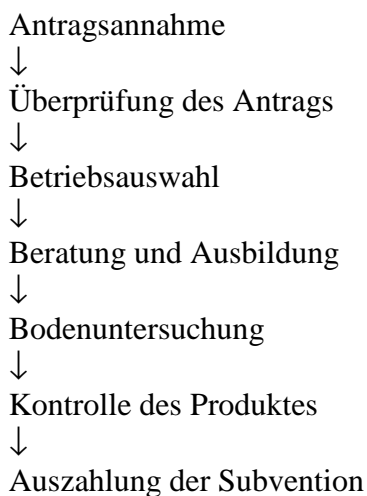 Antragsannahme
↓
Überprüfung des Antrags
↓
Betriebsauswahl
↓
Beratung und Ausbildung
↓
Bodenuntersuchung
↓
Kontrolle des Produktes
↓
Auszahlung der Subvention